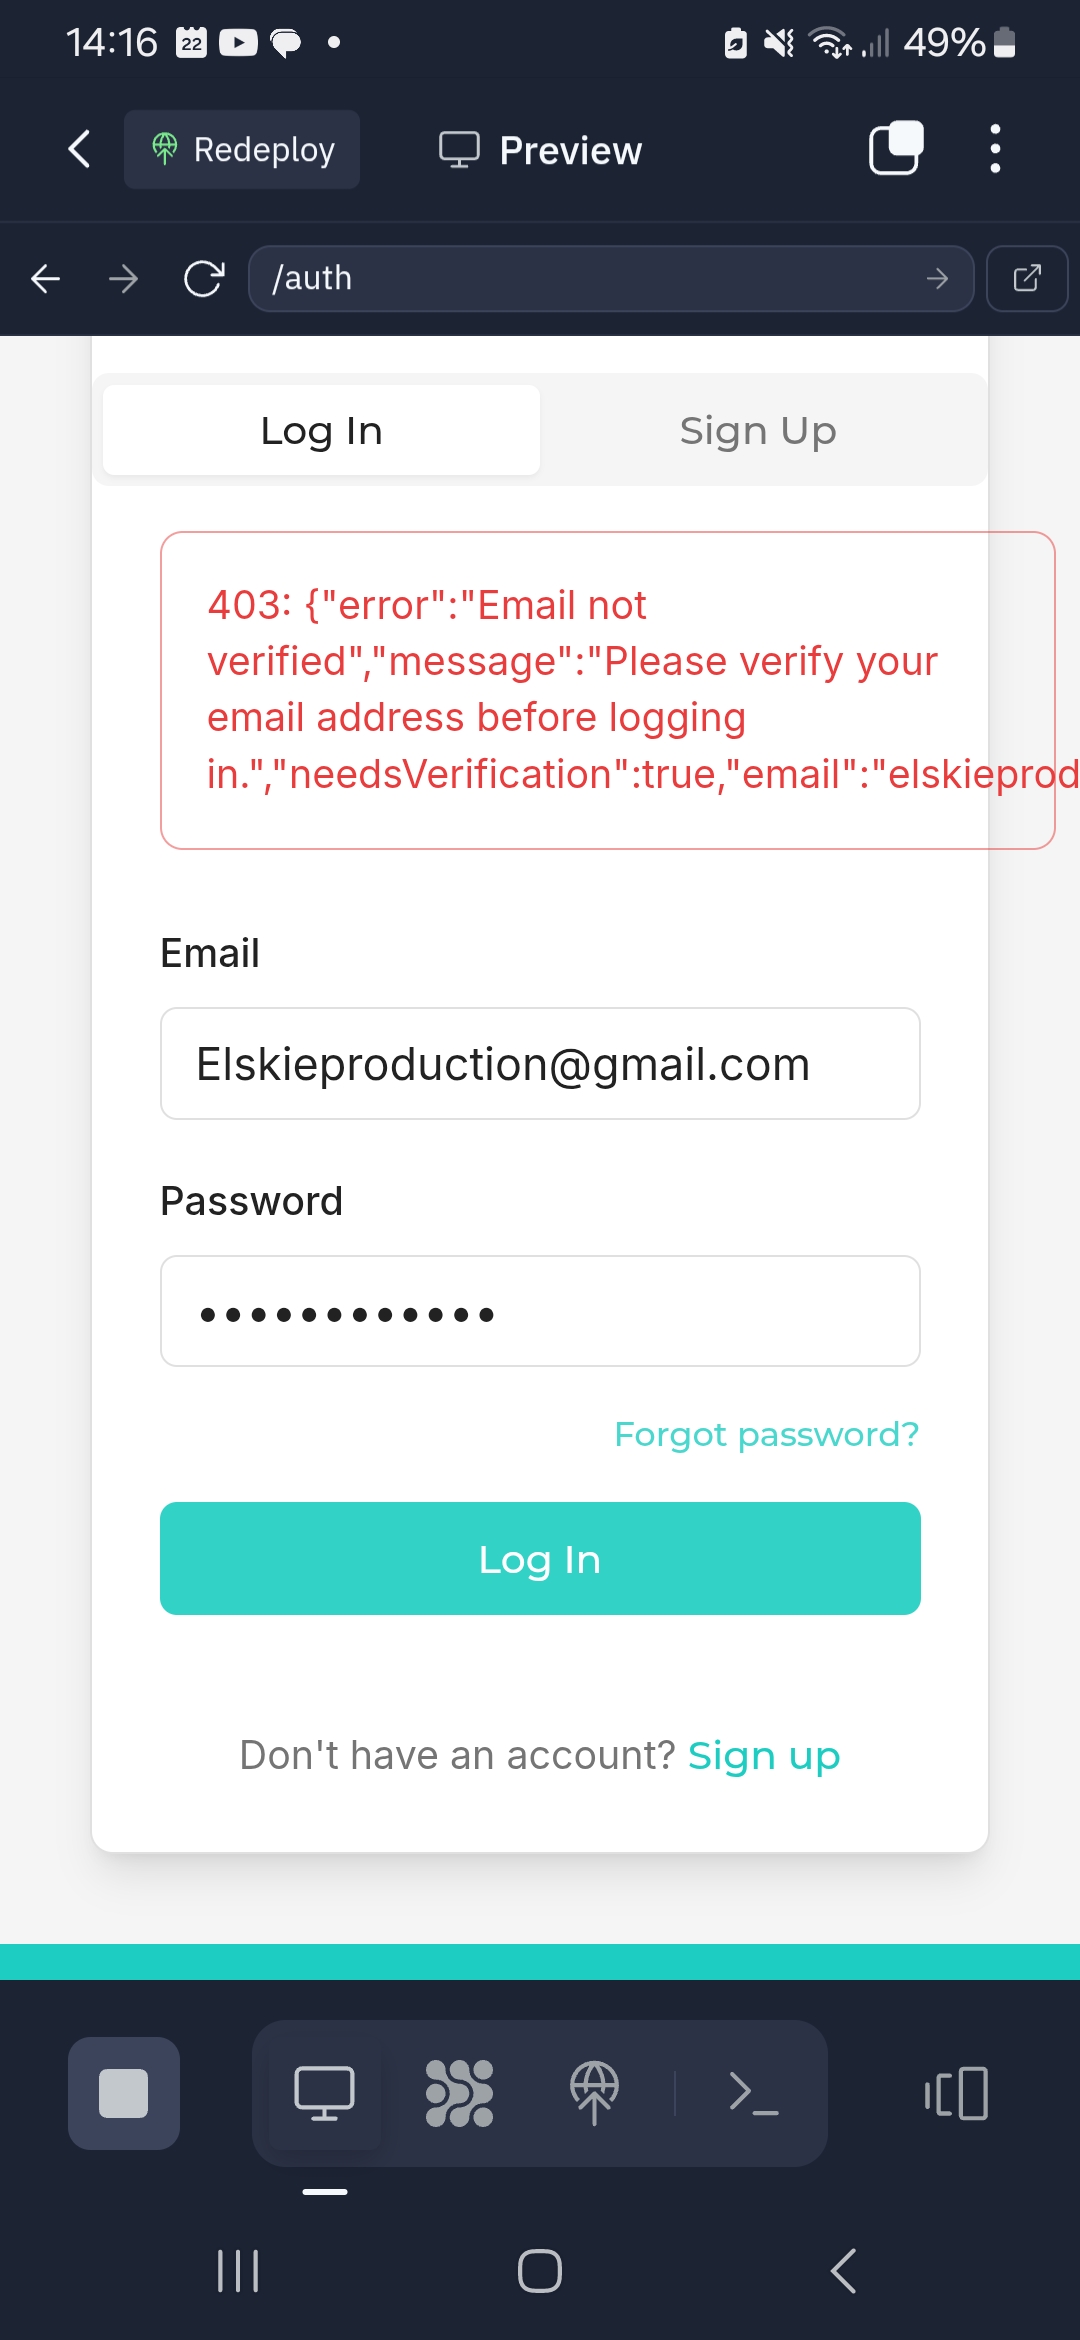 14:16 22 49%
Redeploy Preview
/auth
Log In Sign Up
403: {"error":"Email not
verified","message":"Please verify your
email address before logging
in.","needsVerification":true,"email":"elskieprod
Email
Elskieproduction@gmail.com
Password
••••••••••••
Forgot password?
Log In
Don't have an account? Sign up